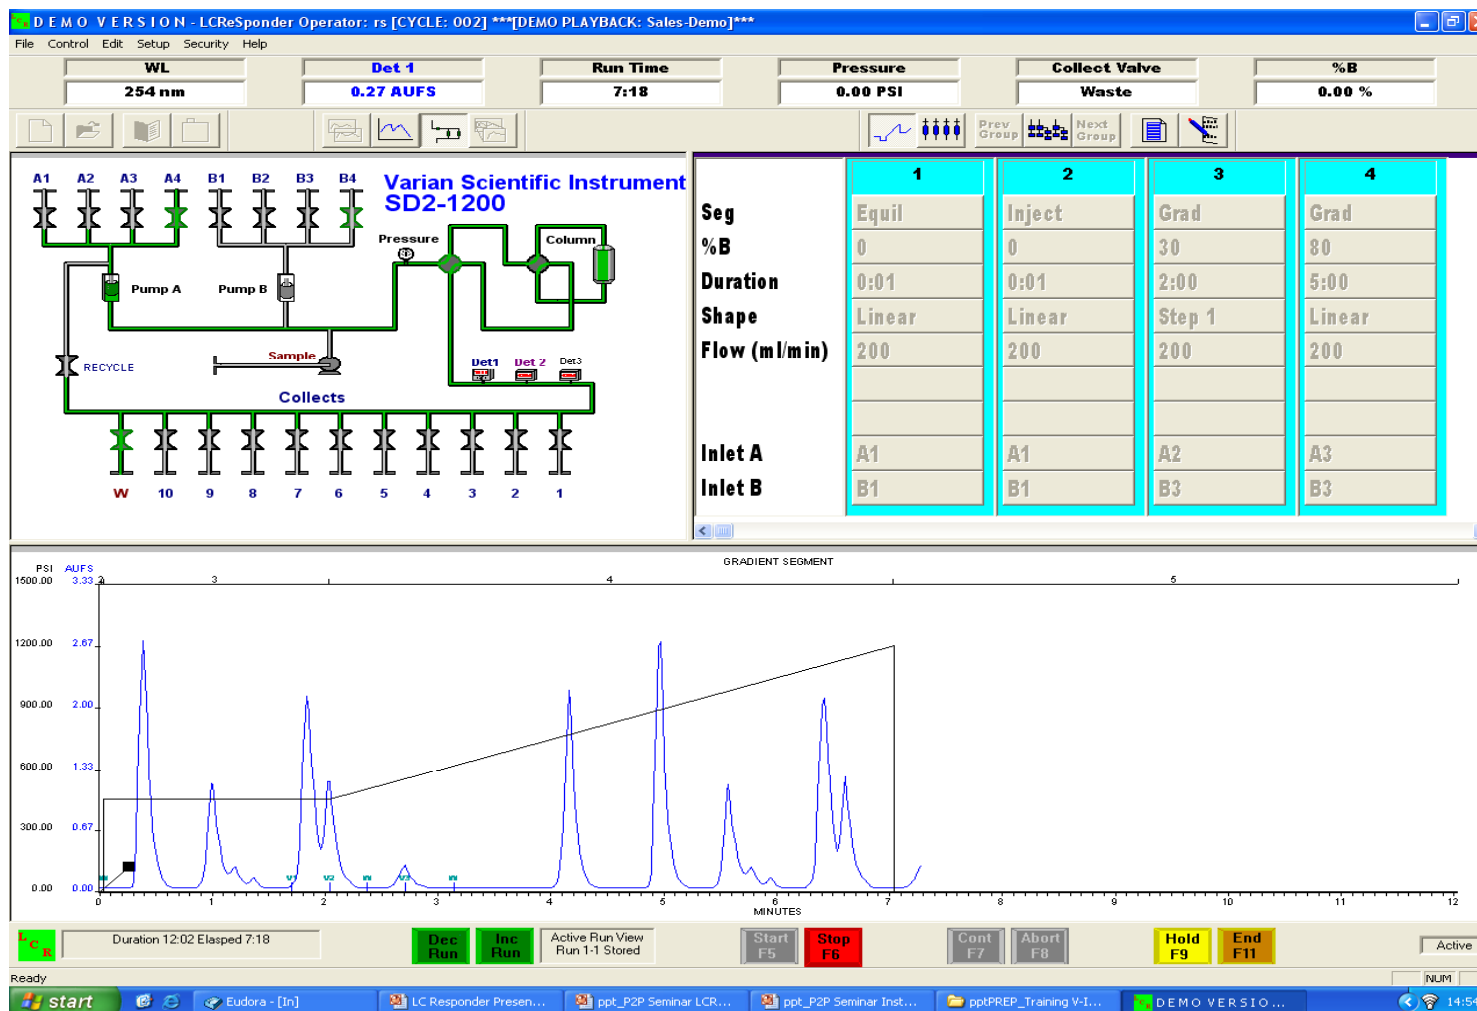 D E M O  V E R S I O N - LCReSponder Operator: rs [CYCLE: 002] ***[DEMO PLAYBACK: Sales-Demo]***
File Control Edit Setup Security Help
WL Det 1 Run Time Pressure Collect Valve %B
254 nm 0.27 AUFS 7:18 0.00 PSI Waste 0.00 %
Prev Group Next Group
A1 A2 A3 A4 B1 B2 B3 B4
Varian Scientific Instrument
SD2-1200
Pressure
Column
Pump A Pump B
Sample
RECYCLE
Det1 Det 2 Det3
Collects
W 10 9 8 7 6 5 4 3 2 1
1 2 3 4
Seg Equil Inject Grad Grad
%B 0 0 30 80
Duration 0:01 0:01 2:00 5:00
Shape Linear Linear Step 1 Linear
Flow (ml/min) 200 200 200 200
Inlet A A1 A1 A2 A3
Inlet B B1 B1 B3 B3
GRADIENT SEGMENT
PSI AUFS
1500.00 3.33 2 3 4 5
1200.00 2.67
900.00 2.00
600.00 1.33
300.00 0.67
V1 V2 W V3 W
0.00 0.00
0 1 2 3 4 5 6 7 8 9 10 11 12
MINUTES
L C R
Duration 12:02 Elasped 7:18
Dec Run
Inc Run
Active Run View
Run 1-1 Stored
Start F5
Stop F6
Cont F7
Abort F8
Hold F9
End F11
Active
Ready
NUM
start
Eudora - [In]
LC Responder Presen...
ppt_P2P Seminar LCR...
ppt_P2P Seminar Inst...
pptPREP_Training V-I...
D E M O  V E R S I O ...
14:54